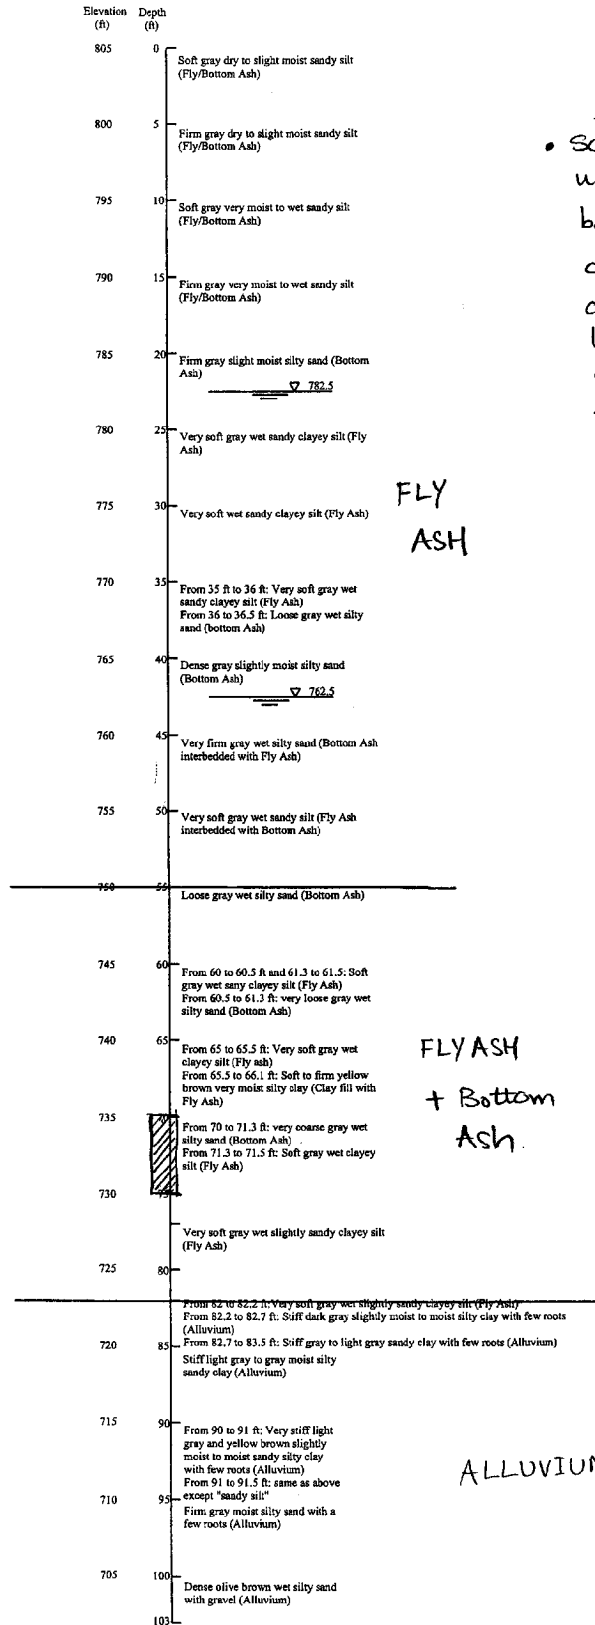 Elevation Depth
(ft) (ft)
805 0
Soft gray dry to slight moist sandy silt
(Fly/Bottom Ash)
800 5
Firm gray dry to slight moist sandy silt
(Fly/Bottom Ash)
795 10
Soft gray very moist to wet sandy silt
(Fly/Bottom Ash)
790 15
Firm gray very moist to wet sandy silt
(Fly/Bottom Ash)
785 20
Firm gray slight moist silty sand (Bottom
Ash)
782.5
780 25
Very soft gray wet sandy clayey silt (Fly
Ash)
FLY
ASH
775 30
Very soft wet sandy clayey silt (Fly Ash)
770 35
From 35 ft to 36 ft: Very soft gray wet
sandy clayey silt (Fly Ash)
From 36 to 36.5 ft: Loose gray wet silty
sand (bottom Ash)
765 40
Dense gray slightly moist silty sand
(Bottom Ash)
762.5
760 45
Very firm gray wet silty sand (Bottom Ash
interbedded with Fly Ash)
755 50
Very soft gray wet sandy silt (Fly Ash
interbedded with Bottom Ash)
750 55
Loose gray wet silty sand (Bottom Ash)
745 60
From 60 to 60.5 ft and 61.3 to 61.5: Soft
gray wet sany clayey silt (Fly Ash)
From 60.5 to 61.3 ft: very loose gray wet
silty sand (Bottom Ash)
740 65
From 65 to 65.5 ft: Very soft gray wet
clayey silt (Fly ash)
From 65.5 to 66.1 ft: Soft to firm yellow
brown very moist silty clay (Clay fill with
Fly Ash)
FLY ASH
+ Bottom
Ash.
735
From 70 to 71.3 ft: very coarse gray wet
silty sand (Bottom Ash)
From 71.3 to 71.5 ft: Soft gray wet clayey
silt (Fly Ash)
730 75
Very soft gray wet slightly sandy clayey silt
(Fly Ash)
725 80
From 82 to 82.2 ft: Very soft gray wet slightly sandy clayey silt (Fly Ash)
From 82.2 to 82.7 ft: Stiff dark gray slightly moist to moist silty clay with few roots
(Alluvium)
From 82.7 to 83.5 ft: Stiff gray to light gray sandy clay with few roots (Alluvium)
720 85
Stiff light gray to gray moist silty
sandy clay (Alluvium)
715 90
From 90 to 91 ft: Very stiff light
gray and yellow brown slightly
moist to moist sandy silty clay
with few roots (Alluvium)
From 91 to 91.5 ft: same as above
except "sandy silt"
ALLUVIUM
710 95
Firm gray moist silty sand with a
few roots (Alluvium)
705 100
Dense olive brown wet silty sand
with gravel (Alluvium)
103